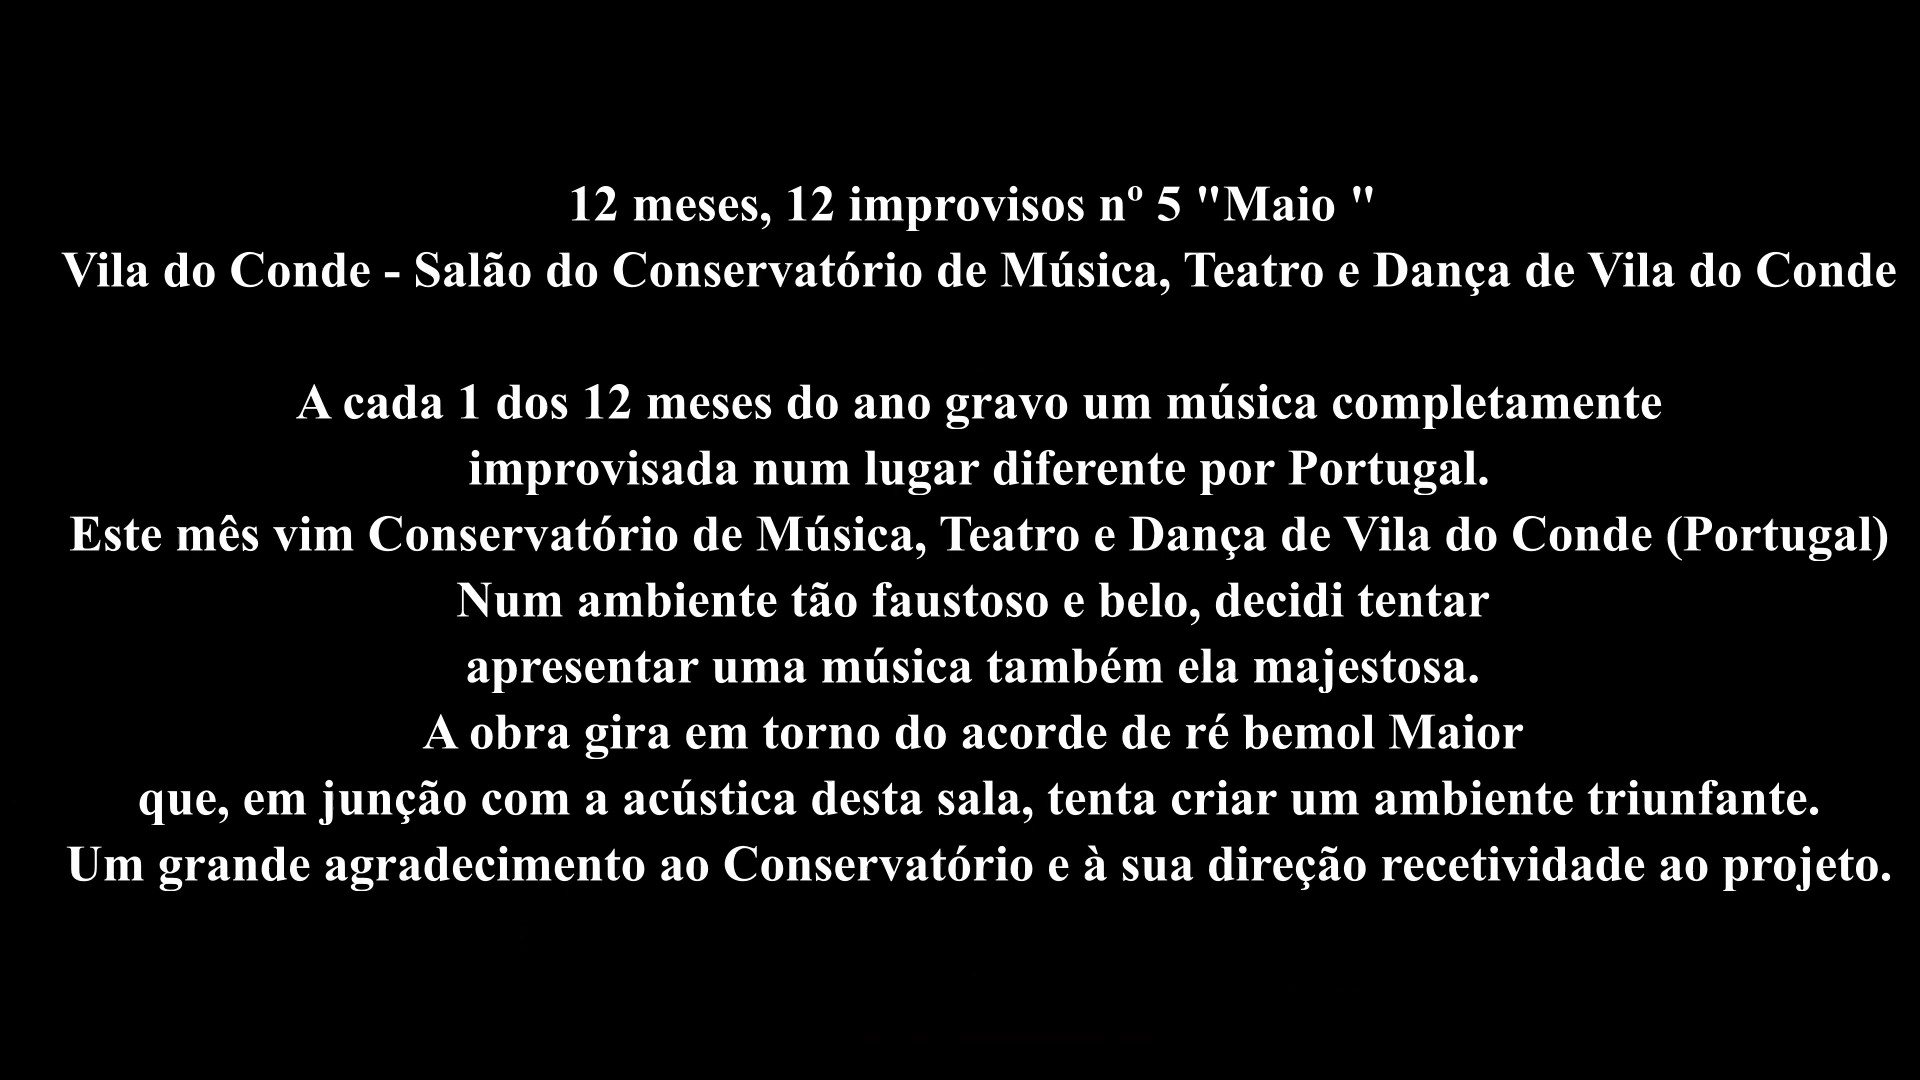 12 meses, 12 improvisos nº 5 "Maio "
Vila do Conde - Salão do Conservatório de Música, Teatro e Dança de Vila do Conde
A cada 1 dos 12 meses do ano gravo um música completamente
improvisada num lugar diferente por Portugal.
Este mês vim Conservatório de Música, Teatro e Dança de Vila do Conde (Portugal)
Num ambiente tão faustoso e belo, decidi tentar
apresentar uma música também ela majestosa.
A obra gira em torno do acorde de ré bemol Maior
que, em junção com a acústica desta sala, tenta criar um ambiente triunfante.
Um grande agradecimento ao Conservatório e à sua direção recetividade ao projeto.